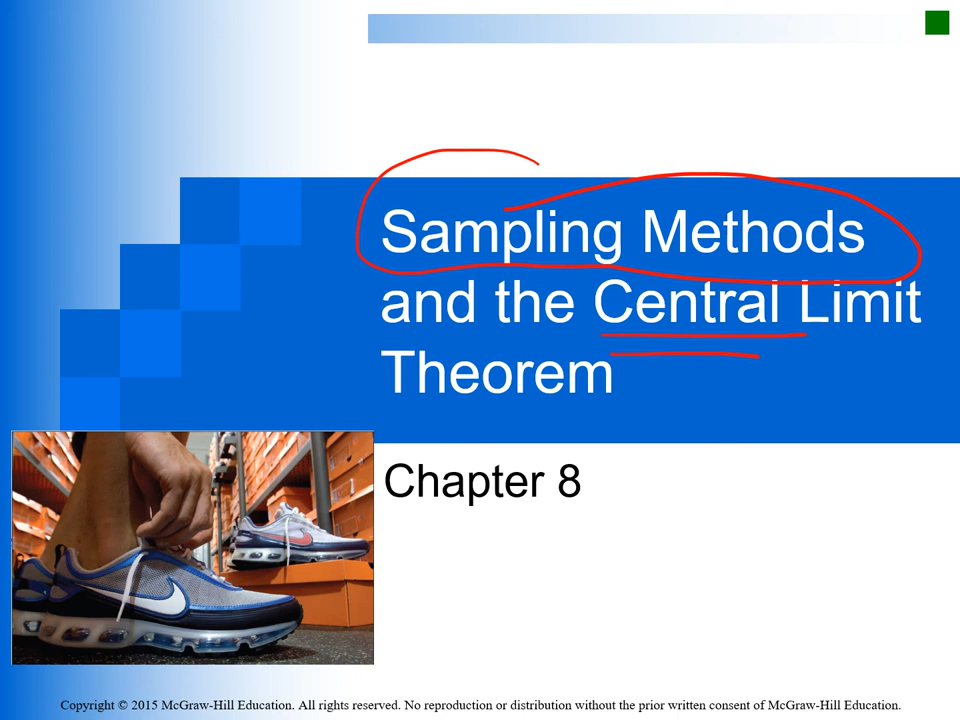 Sampling Methods
and the Central Limit
Theorem
Chapter 8
Copyright © 2015 McGraw-Hill Education. All rights reserved. No reproduction or distribution without the prior written consent of McGraw-Hill Education.